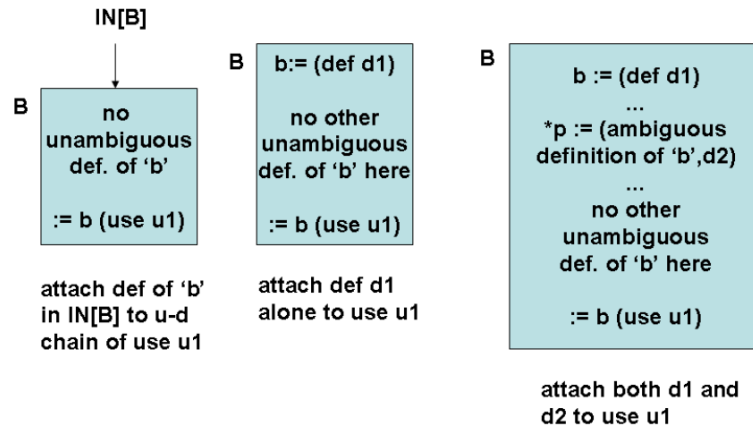 IN[B]
B
no
unambiguous
def. of ‘b’
:= b (use u1)
attach def of ‘b’
in IN[B] to u-d
chain of use u1
B
b:= (def d1)
no other
unambiguous
def. of ‘b’ here
:= b (use u1)
attach def d1
alone to use u1
B
b := (def d1)
...
*p := (ambiguous
definition of ‘b’,d2)
...
no other
unambiguous
def. of ‘b’ here
:= b (use u1)
attach both d1 and
d2 to use u1